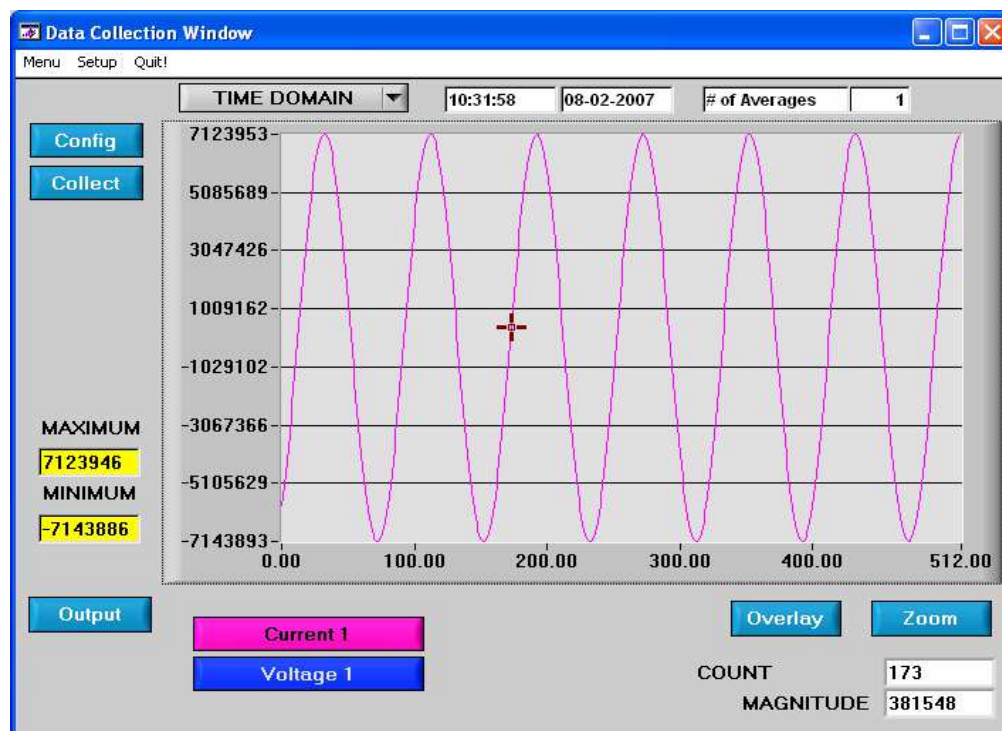 Data Collection Window
Menu Setup Quit!
TIME DOMAIN 10:31:58 08-02-2007 # of Averages 1
Config
Collect
7123953
5085689
3047426
1009162
-1029102
-3067366
-5105629
-7143893
0.00 100.00 200.00 300.00 400.00 512.00
MAXIMUM
7123946
MINIMUM
-7143886
Output
Current 1
Voltage 1
Overlay Zoom
COUNT 173
MAGNITUDE 381548